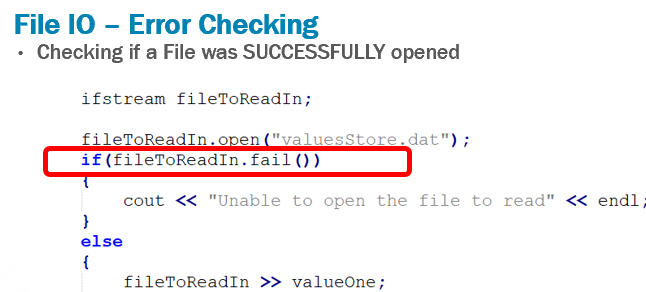 File IO – Error Checking
• Checking if a File was SUCCESSFULLY opened
ifstream fileToReadIn;
fileToReadIn.open("valuesStore.dat");
if(fileToReadIn.fail())
{
cout << "Unable to open the file to read" << endl;
}
else
{
fileToReadIn >> valueOne;